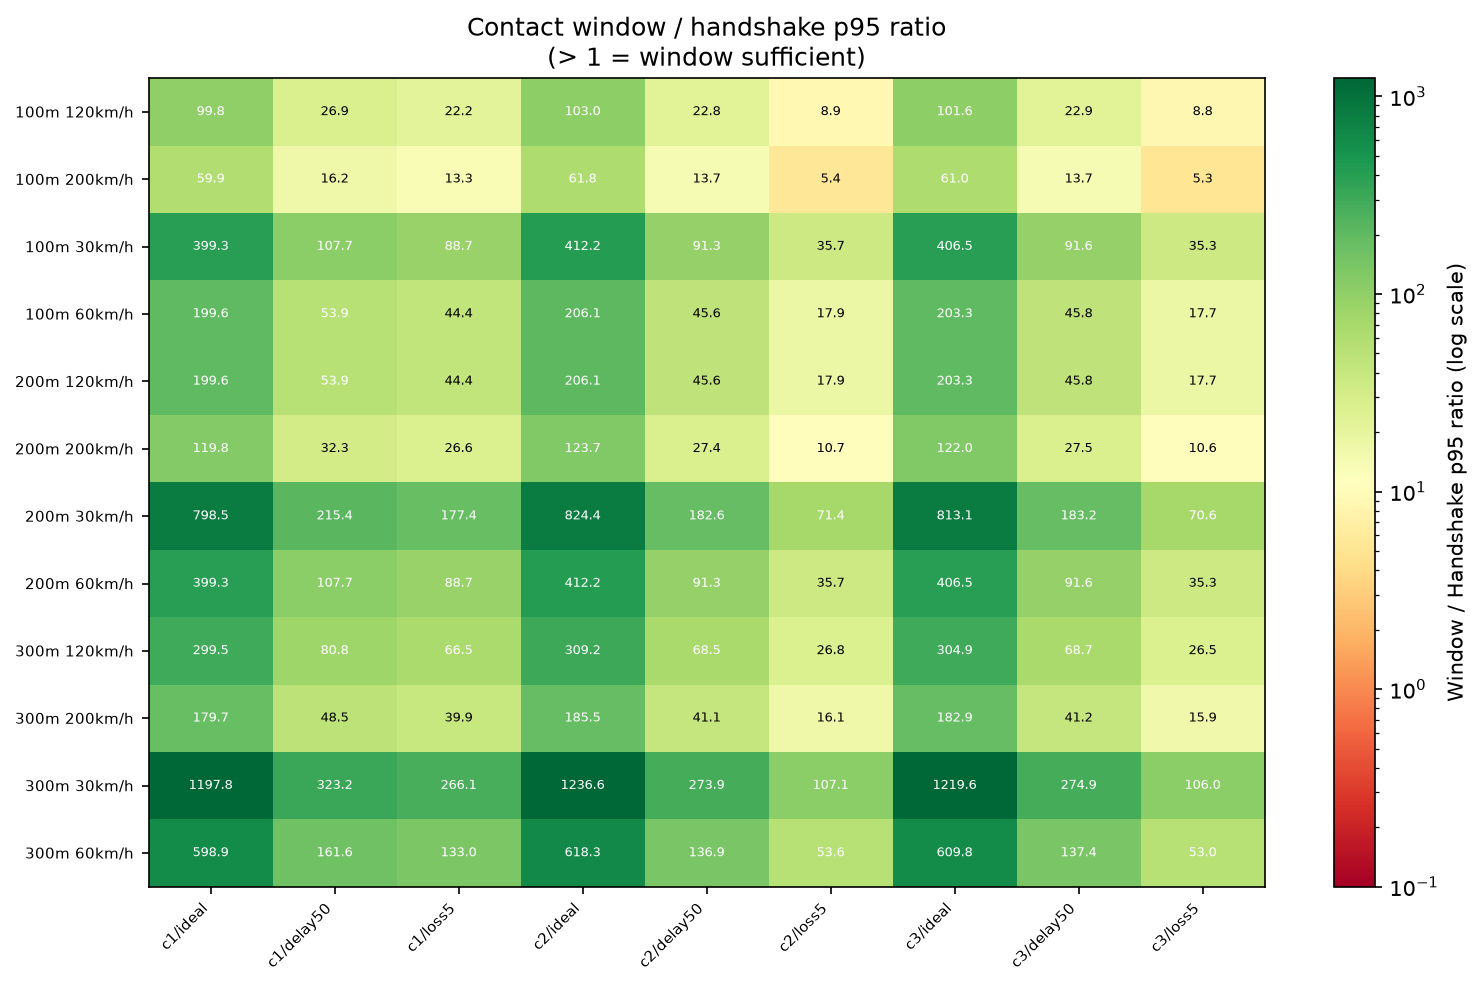 Contact window / handshake p95 ratio
(> 1 = window sufficient)
100m 120km/h 99.8 26.9 22.2 103.0 22.8 8.9 101.6 22.9 8.8
100m 200km/h 59.9 16.2 13.3 61.8 13.7 5.4 61.0 13.7 5.3
100m 30km/h 399.3 107.7 88.7 412.2 91.3 35.7 406.5 91.6 35.3
100m 60km/h 199.6 53.9 44.4 206.1 45.6 17.9 203.3 45.8 17.7
200m 120km/h 199.6 53.9 44.4 206.1 45.6 17.9 203.3 45.8 17.7
200m 200km/h 119.8 32.3 26.6 123.7 27.4 10.7 122.0 27.5 10.6
200m 30km/h 798.5 215.4 177.4 824.4 182.6 71.4 813.1 183.2 70.6
200m 60km/h 399.3 107.7 88.7 412.2 91.3 35.7 406.5 91.6 35.3
300m 120km/h 299.5 80.8 66.5 309.2 68.5 26.8 304.9 68.7 26.5
300m 200km/h 179.7 48.5 39.9 185.5 41.1 16.1 182.9 41.2 15.9
300m 30km/h 1197.8 323.2 266.1 1236.6 273.9 107.1 1219.6 274.9 106.0
300m 60km/h 598.9 161.6 133.0 618.3 136.9 53.6 609.8 137.4 53.0
c1/ideal c1/delay50 c1/loss5 c2/ideal c2/delay50 c2/loss5 c3/ideal c3/delay50 c3/loss5
10³
10²
10¹
10⁰
10⁻¹
Window / Handshake p95 ratio (log scale)